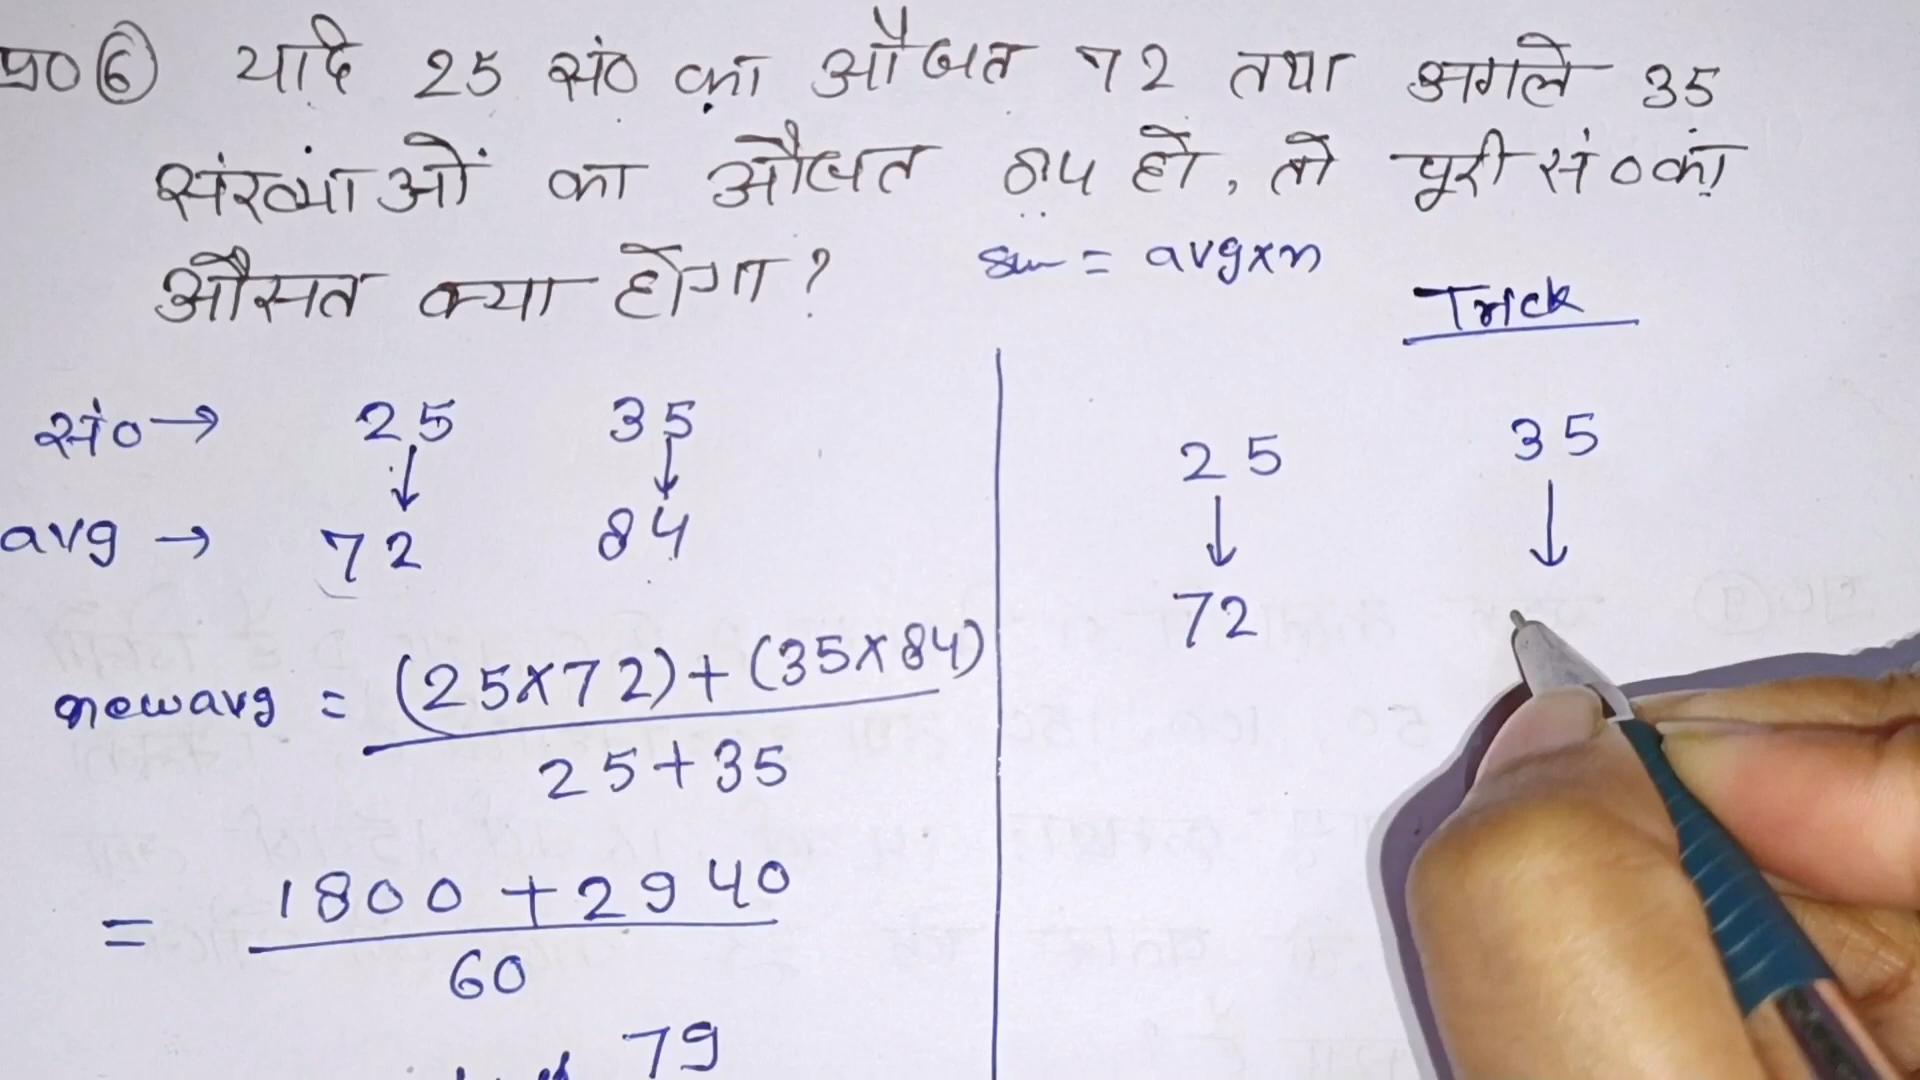 प्र० ⑥ यदि 25 सं० का औसत 72 तथा अगले 35
संख्याओं का औसत 84 हो, तो पूरी सं० का
औसत क्या होगा?
sum = avg×n
Trick
सं० → 25 35
avg → 72 84
newavg = (25×72)+(35×84)
25+35
= 1800 + 2940
60
79
25 35
72